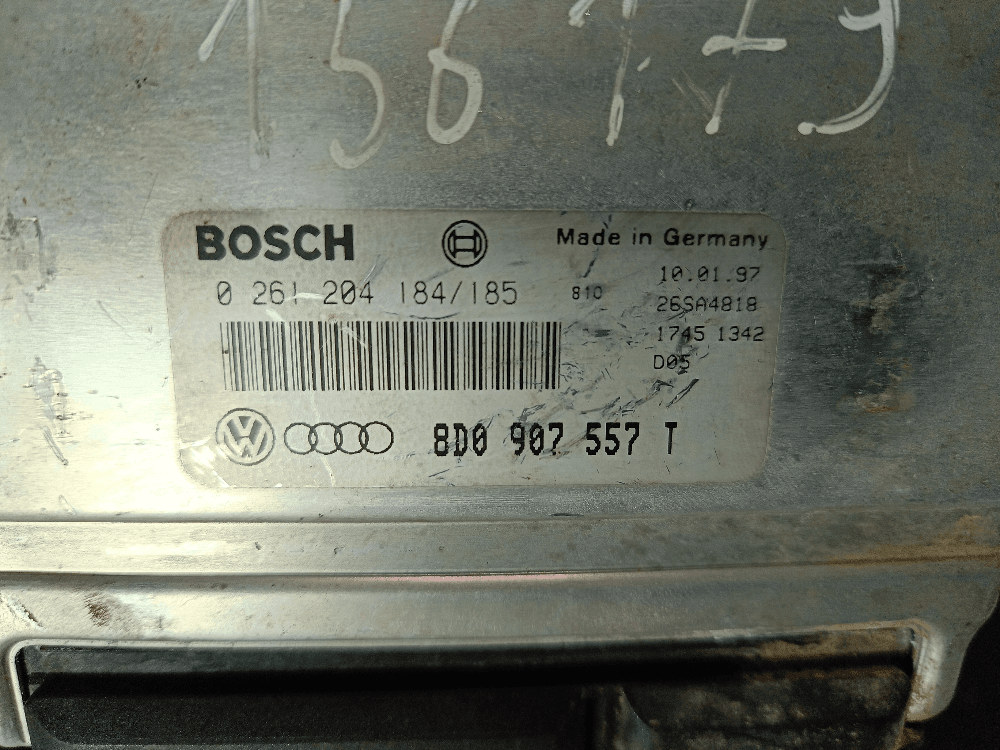 156179
BOSCH
Made in Germany
0 261 204 184/185
810
10.01.97
26SA4818
1745 1342
D05
8D0 907 557 T